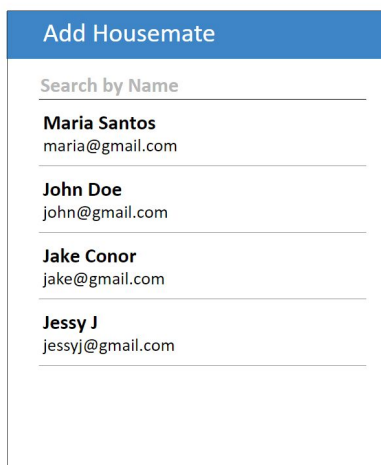 Add Housemate
Search by Name
Maria Santos
maria@gmail.com
John Doe
john@gmail.com
Jake Conor
jake@gmail.com
Jessy J
jessyj@gmail.com